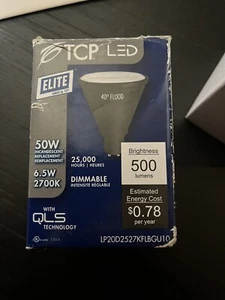 TCP LED
ELITE
40° FLOOD
50W
INCANDESCENT
REPLACEMENT
REMPLACEMENT
6.5W
2700K
25,000
HOURS | HEURES
DIMMABLE
INTENSITÉ RÉGLABLE
Brightness
500
lumens
Estimated
Energy Cost
$0.78
per year
WITH
QLS
TECHNOLOGY
LP20D2527KFLBGU10